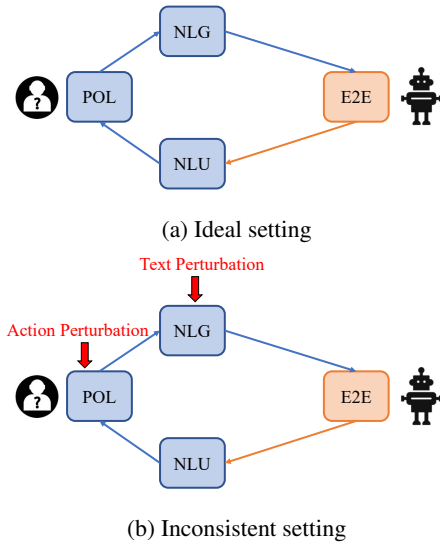 NLG
?
POL
E2E
NLU
(a) Ideal setting
Text Perturbation
Action Perturbation
NLG
?
POL
E2E
NLU
(b) Inconsistent setting